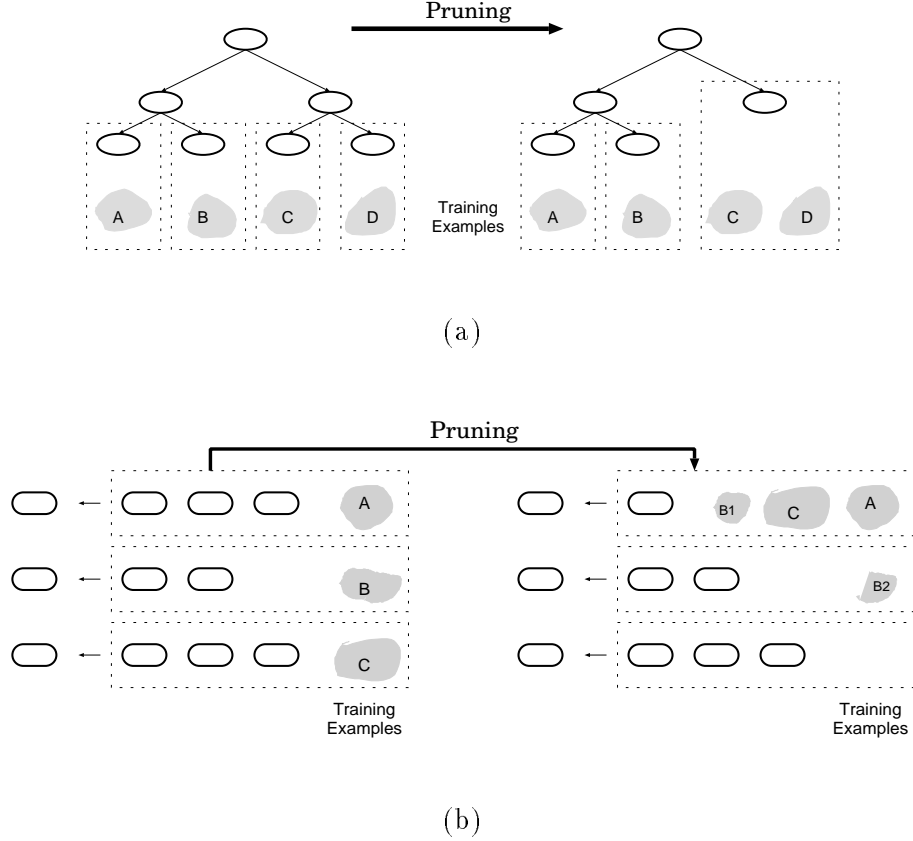 Pruning
A
B
C
D
Training
Examples
A
B
C
D
(a)
Pruning
A
B
C
Training
Examples
B1
C
A
B2
Training
Examples
(b)